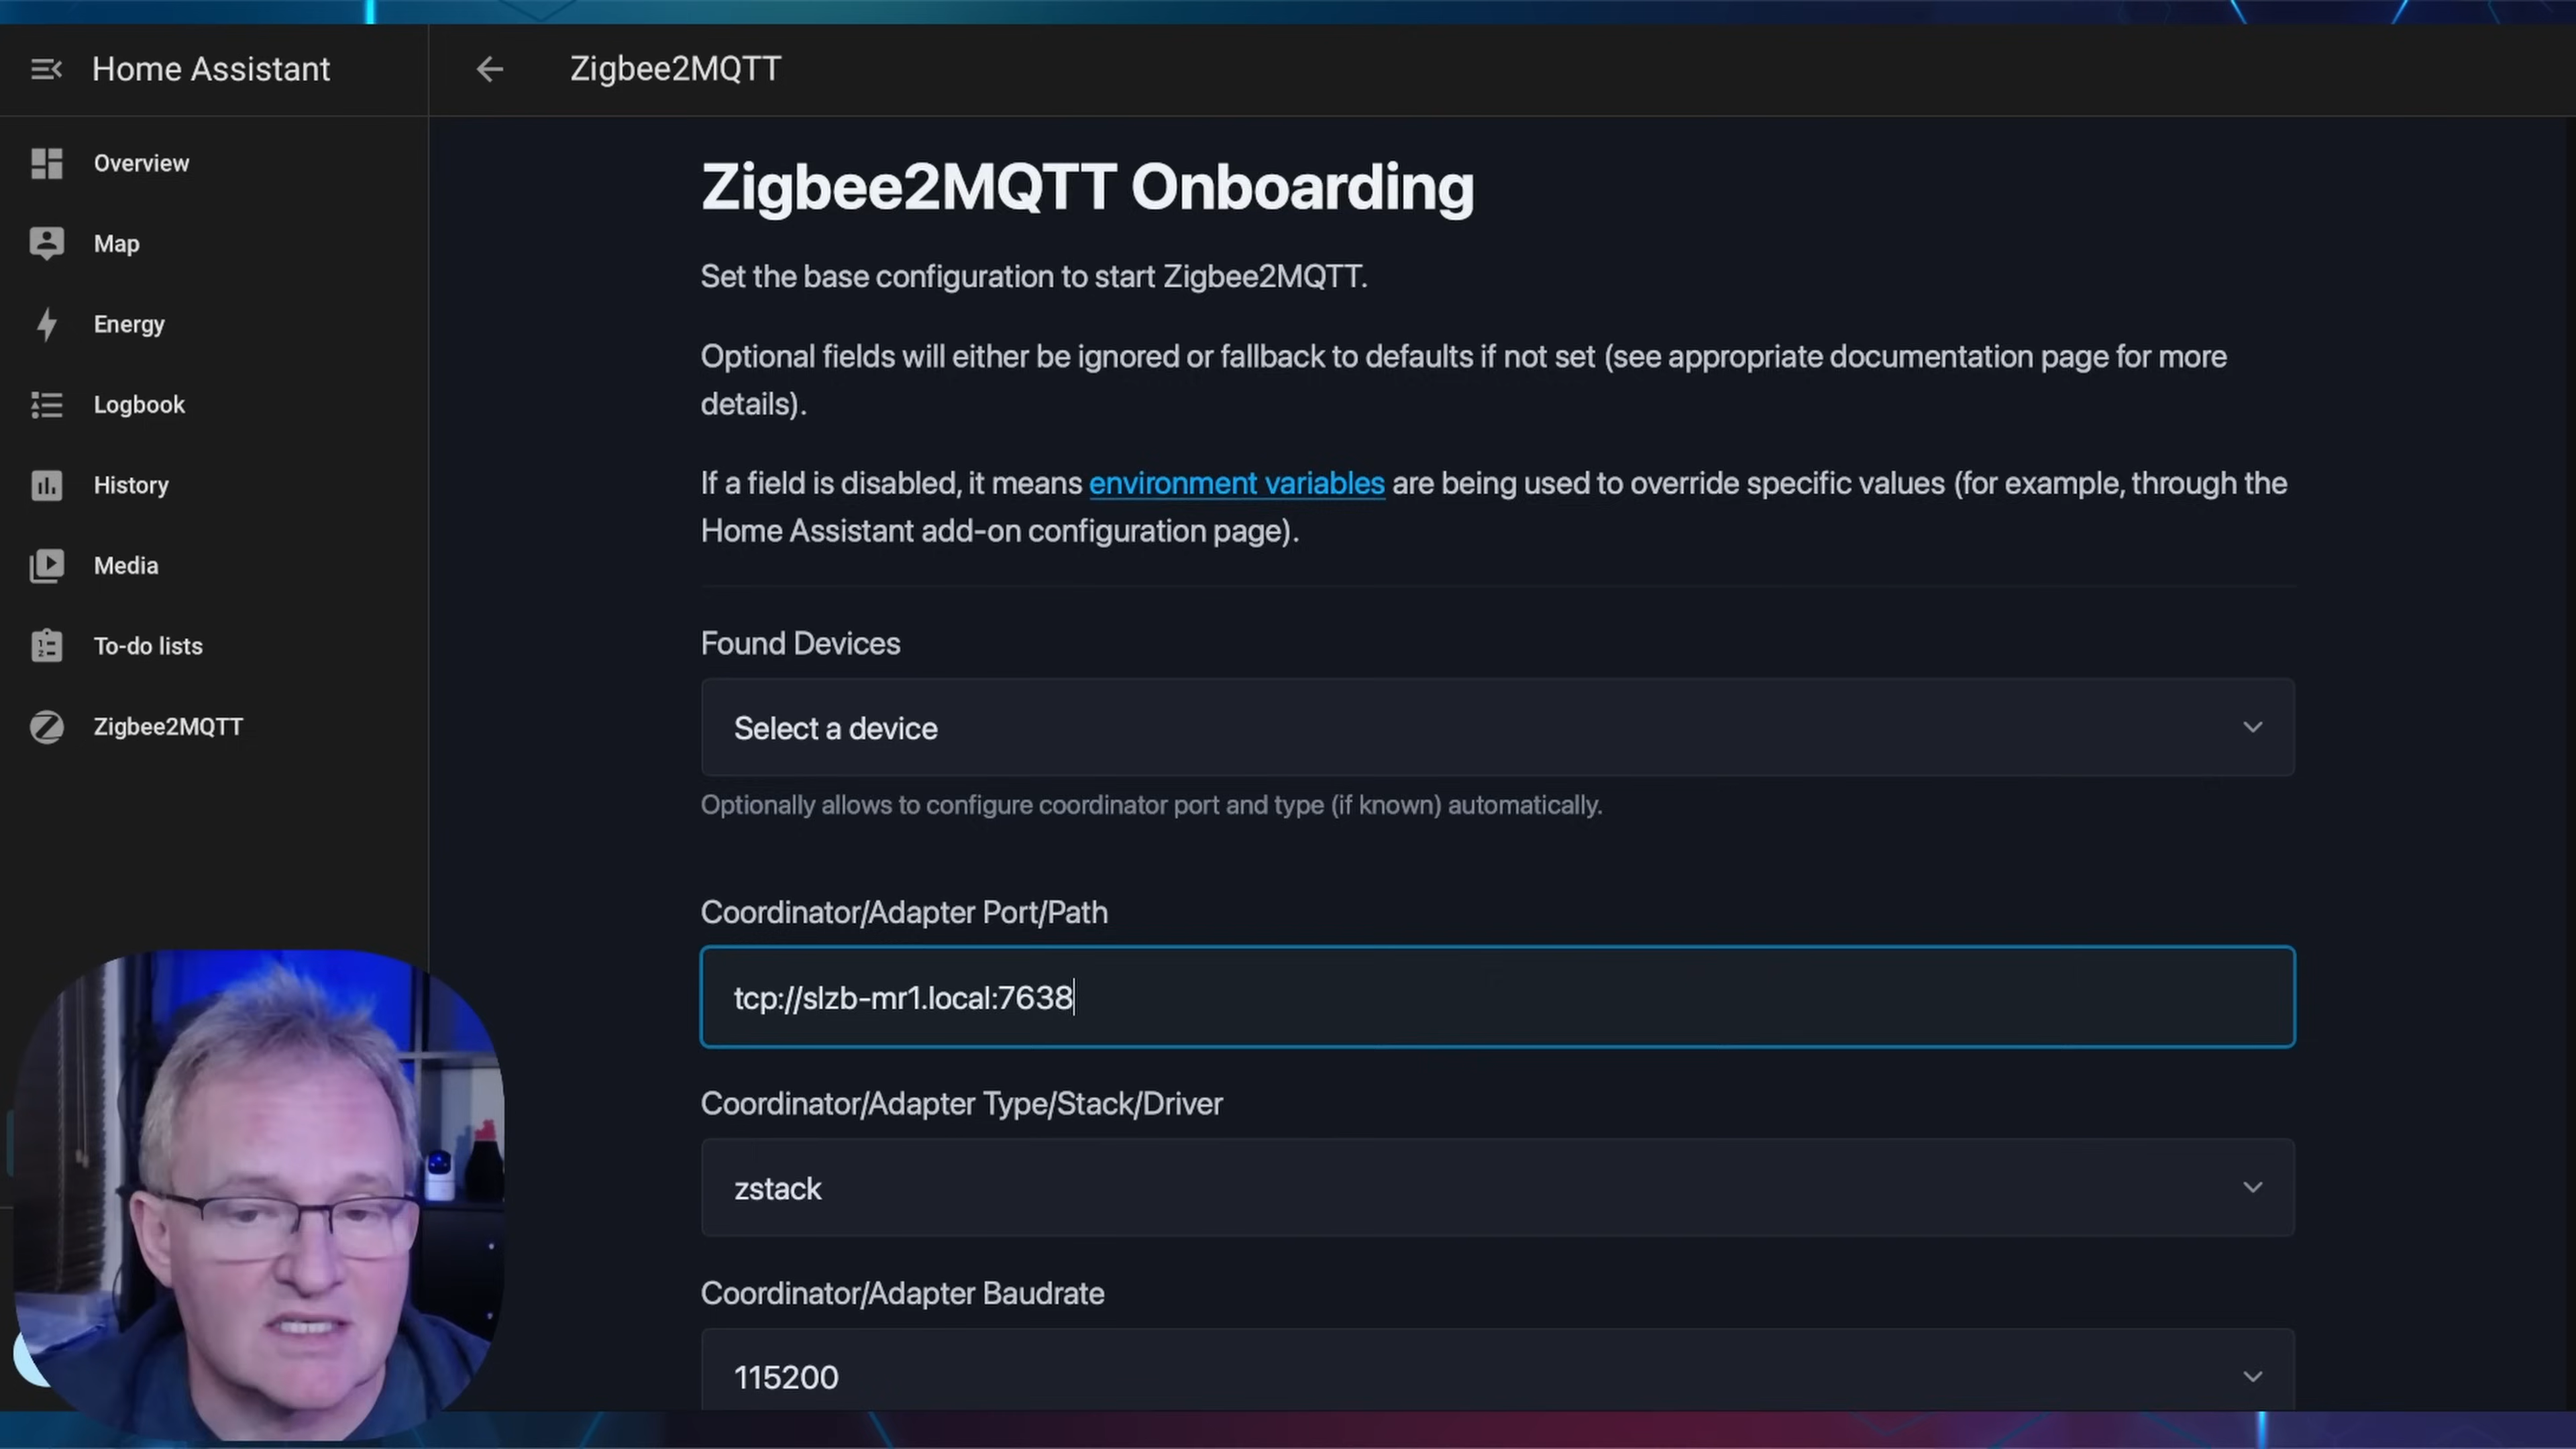 Home Assistant
Zigbee2MQTT
Overview
Map
Energy
Logbook
History
Media
To-do lists
Zigbee2MQTT
Zigbee2MQTT Onboarding
Set the base configuration to start Zigbee2MQTT.
Optional fields will either be ignored or fallback to defaults if not set (see appropriate documentation page for more
details).
If a field is disabled, it means environment variables are being used to override specific values (for example, through the
Home Assistant add-on configuration page).
Found Devices
Select a device
Optionally allows to configure coordinator port and type (if known) automatically.
Coordinator/Adapter Port/Path
tcp://slzb-mr1.local:7638
Coordinator/Adapter Type/Stack/Driver
zstack
Coordinator/Adapter Baudrate
115200